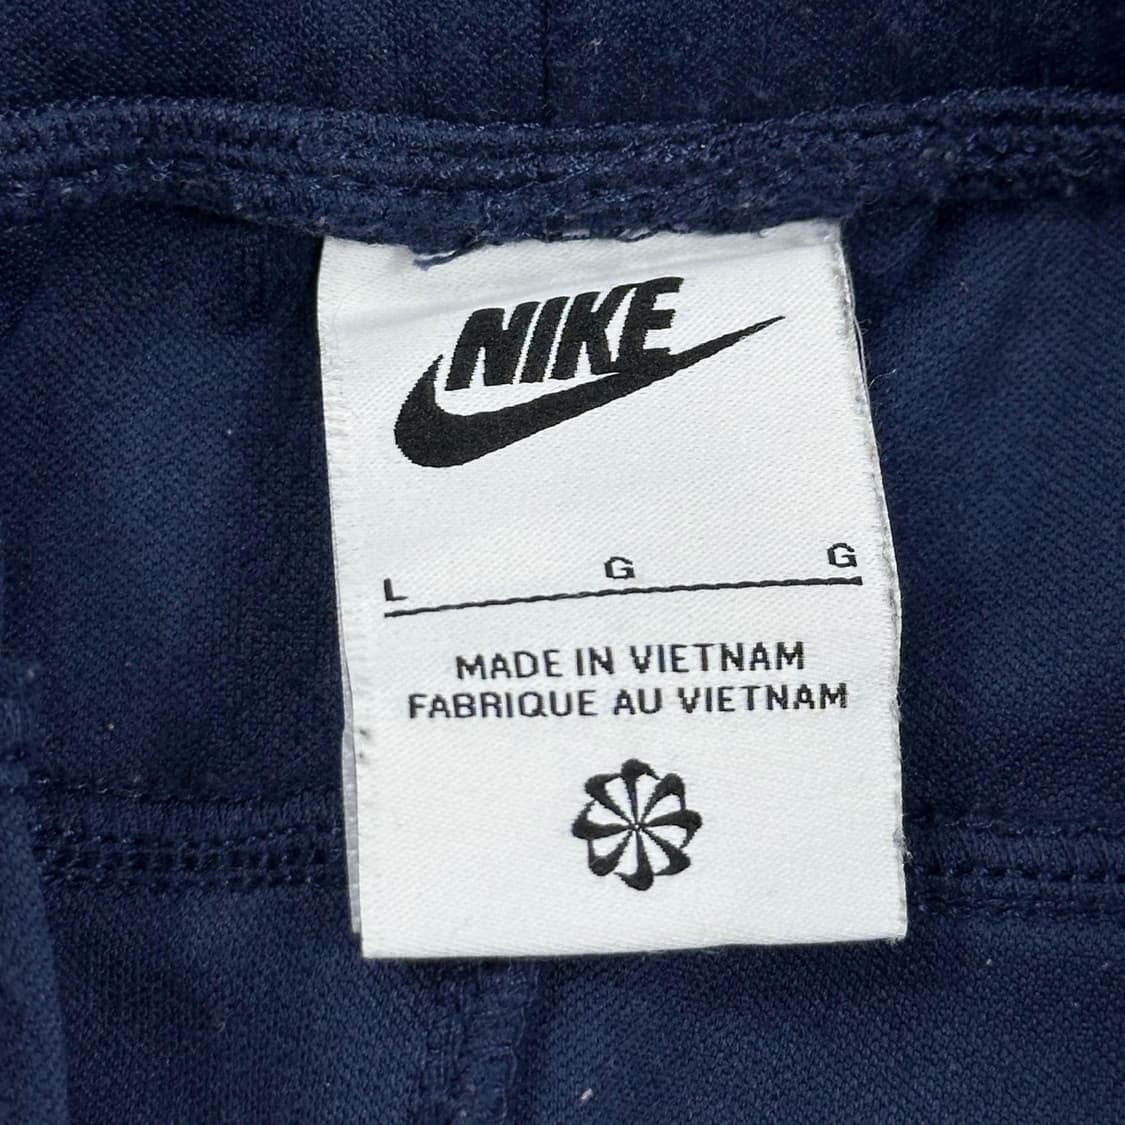 NIKE
L G G
MADE IN VIETNAM
FABRIQUE AU VIETNAM